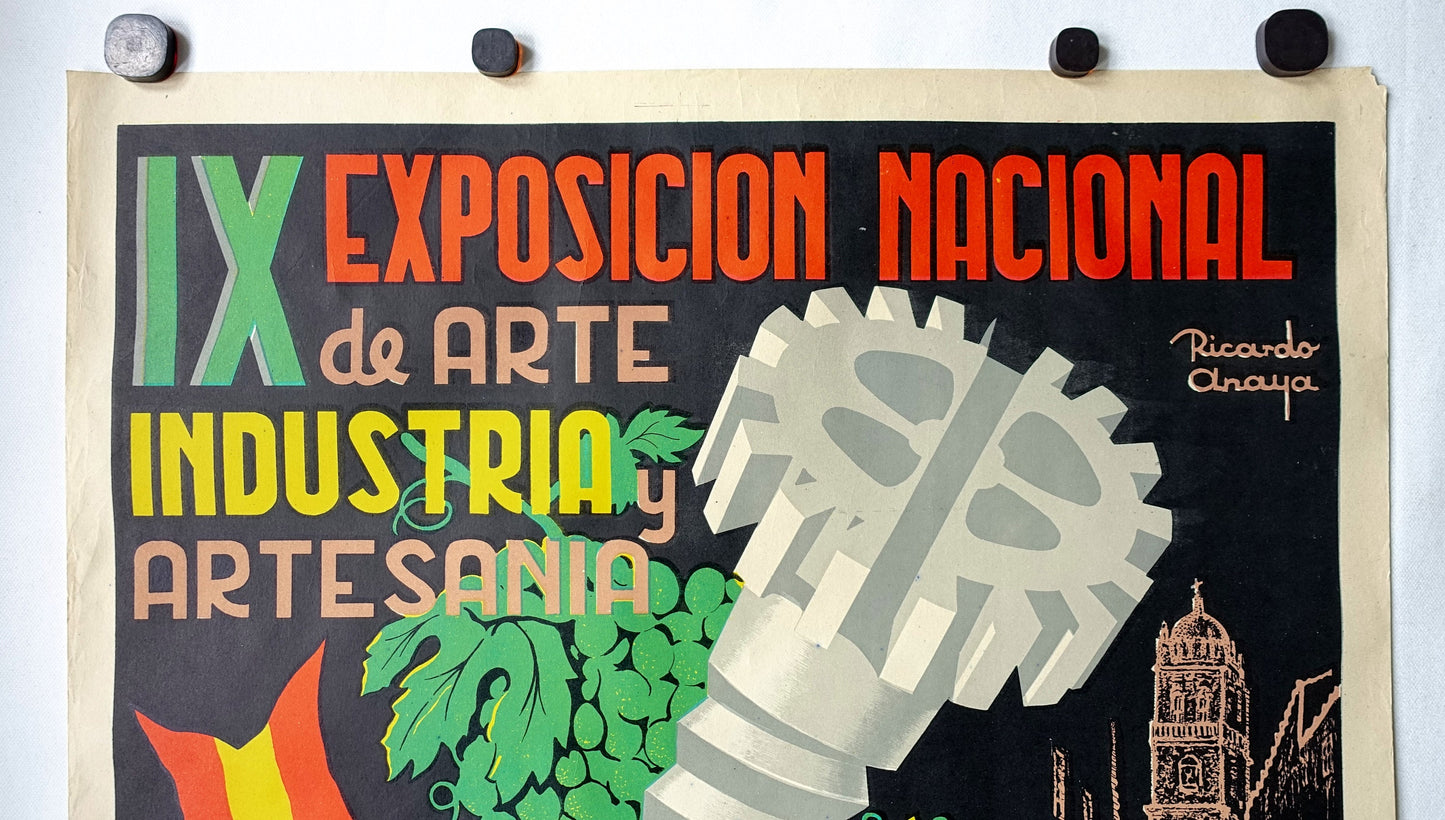 IX EXPOSICION NACIONAL
de ARTE
INDUSTRIA y
ARTESANIA
Ricardo
Anaya